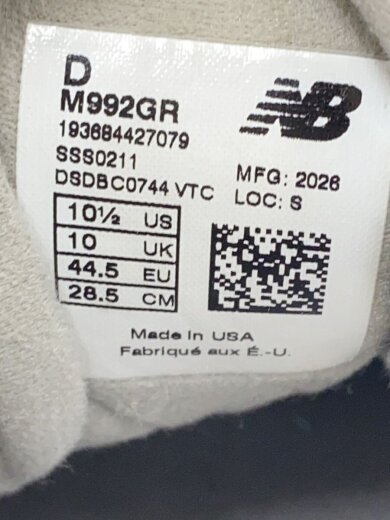 D
M992GR
193684427079
SSS0211
DSDBC0744 VTC
NB
MFG: 2026
LOC: S
10½ US
10 UK
44.5 EU
28.5 CM
Made in USA
Fabriqué aux É.-U.